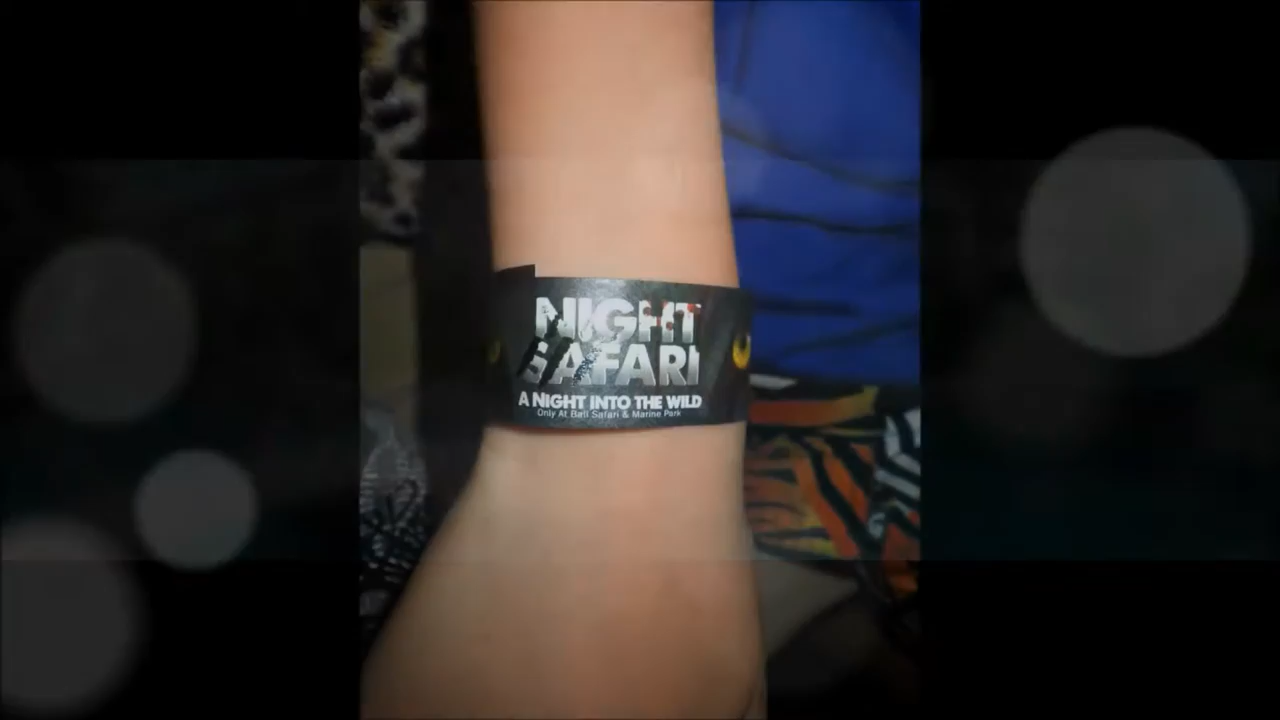 NIGHT
SAFARI
A NIGHT INTO THE WILD
Only At Bali Safari & Marine Park